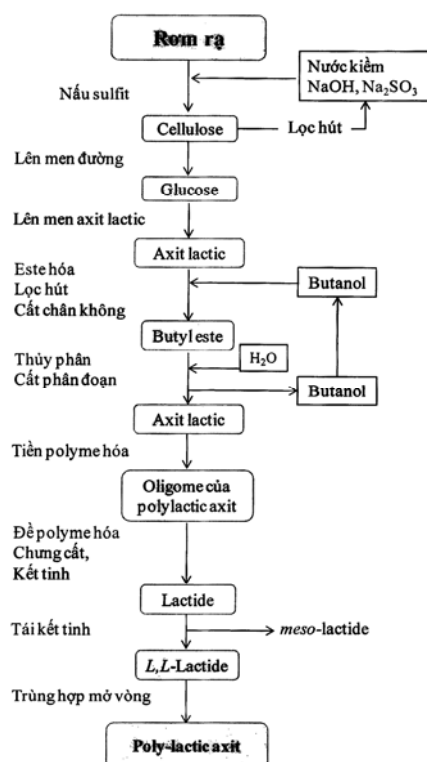 Rơm rạ
Nước kiềm
NaOH, Na₂SO₃
Nấu sulfit
Cellulose
Lọc hút
Lên men đường
Glucose
Lên men axit lactic
Axit lactic
Este hóa
Lọc hút
Cất chân không
Butanol
Butyl este
Thủy phân
Cất phân đoạn
H₂O
Butanol
Axit lactic
Tiền polyme hóa
Oligome của
polylactic axit
Đề polyme hóa
Chưng cất,
Kết tinh
Lactide
Tái kết tinh
meso-lactide
L,L-Lactide
Trùng hợp mở vòng
Poly-lactic axit